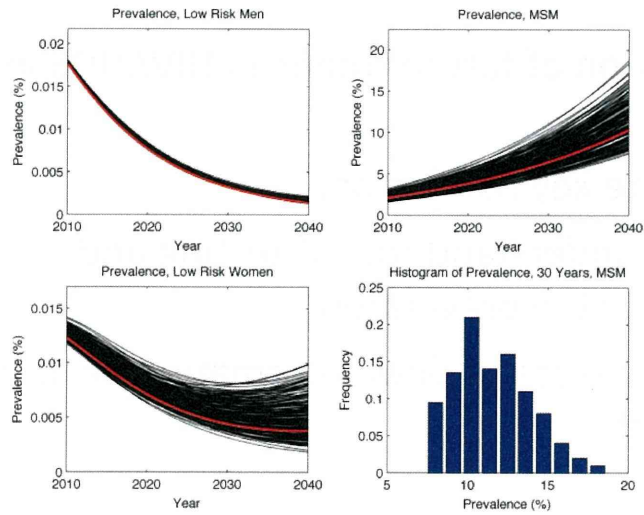 Prevalence, Low Risk Men
Prevalence (%)
0.02
0.015
0.01
0.005
0
2010 2020 2030 2040
Year
Prevalence, MSM
Prevalence (%)
25
20
15
10
5
0
2010 2020 2030 2040
Year
Prevalence, Low Risk Women
Prevalence (%)
0.015
0.01
0.005
0
2010 2020 2030 2040
Year
Histogram of Prevalence, 30 Years, MSM
Frequency
0.25
0.2
0.15
0.1
0.05
0
5 10 15 20
Prevalence (%)